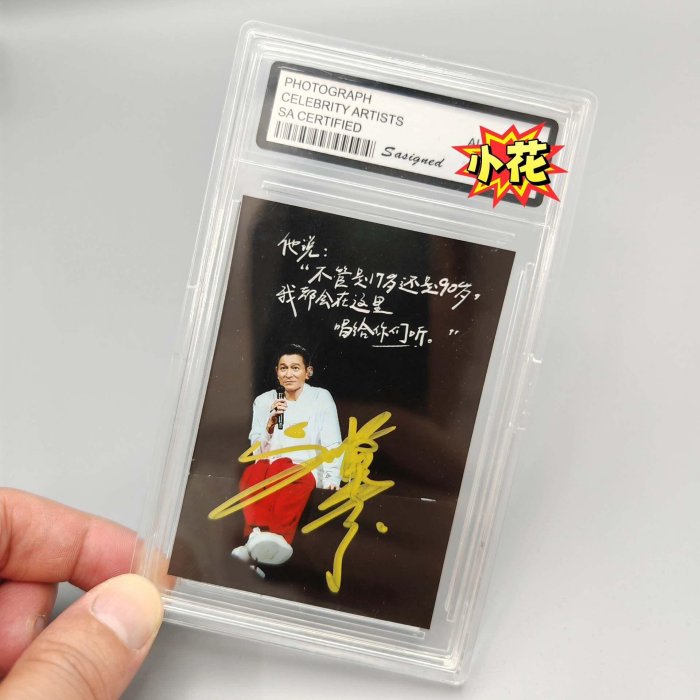 PHOTOGRAPH
CELEBRITY ARTISTS
SA CERTIFIED
Sasigned
小花
他说：
“不管是17岁还是90岁，
我都会在这里
唱给你们听。”